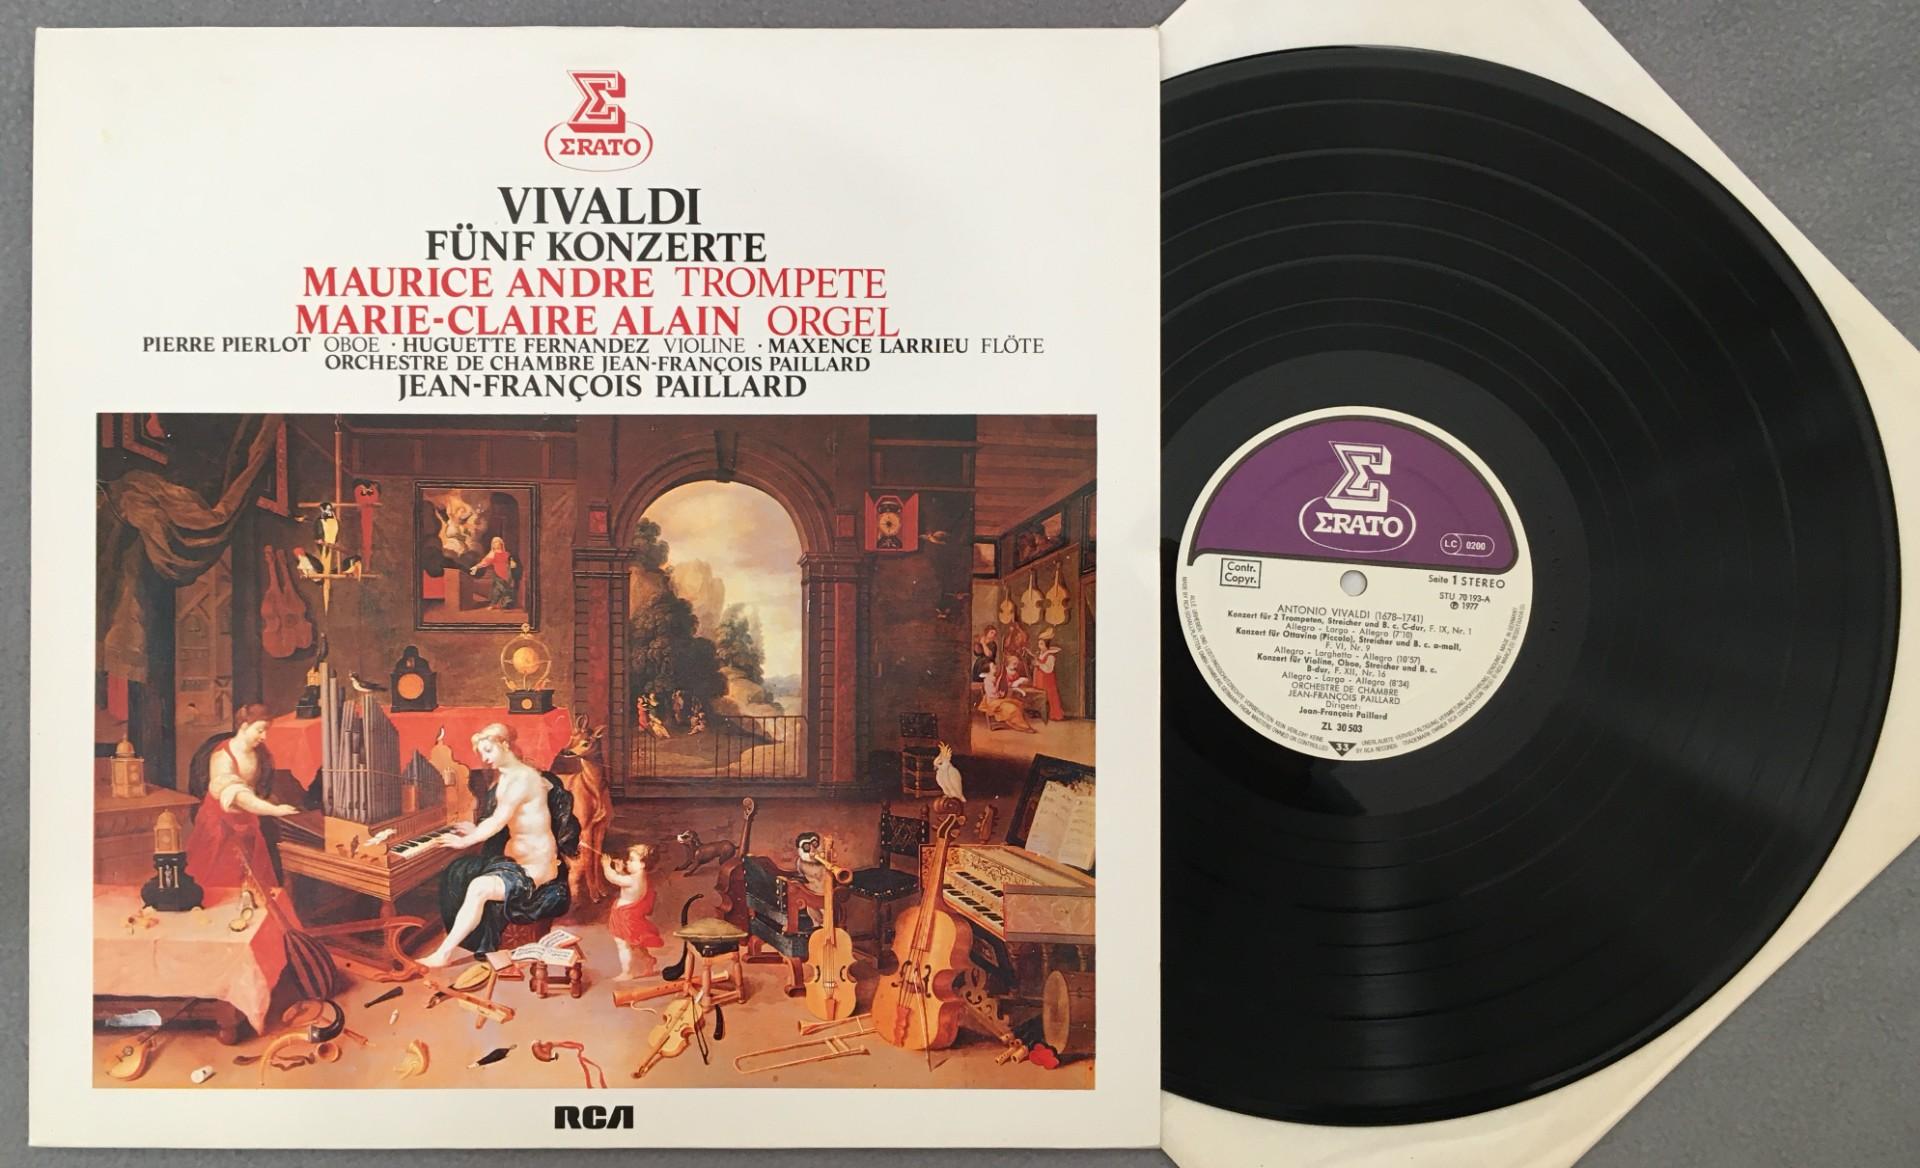 ΣRATO
VIVALDI
FÜNF KONZERTE
MAURICE ANDRE TROMPETE
MARIE-CLAIRE ALAIN ORGEL
PIERRE PIERLOT OBOE · HUGUETTE FERNANDEZ VIOLINE · MAXENCE LARRIEU FLÖTE
ORCHESTRE DE CHAMBRE JEAN-FRANÇOIS PAILLARD
JEAN-FRANÇOIS PAILLARD
RCA
ΣRATO
LC 0200
Contr.
Copyr.
Seite 1 STEREO
STU 70193-A
℗ 1977
ANTONIO VIVALDI (1678–1741)
Konzert für 2 Trompeten, Streicher und B. c. C-dur, F. IX, Nr. 1
Allegro - Largo - Allegro (7'10)
Konzert für Ottavino (Piccolo), Streicher und B. c. a-moll,
F. VI, Nr. 9
Allegro - Larghetto - Allegro (10'57)
Konzert für Violine, Oboe, Streicher und B. c.
B-dur, F. XII, Nr. 16
Allegro - Largo - Allegro (8'34)
ORCHESTRE DE CHAMBRE
JEAN-FRANÇOIS PAILLARD
Dirigent:
Jean-François Paillard
ZL 30503
33